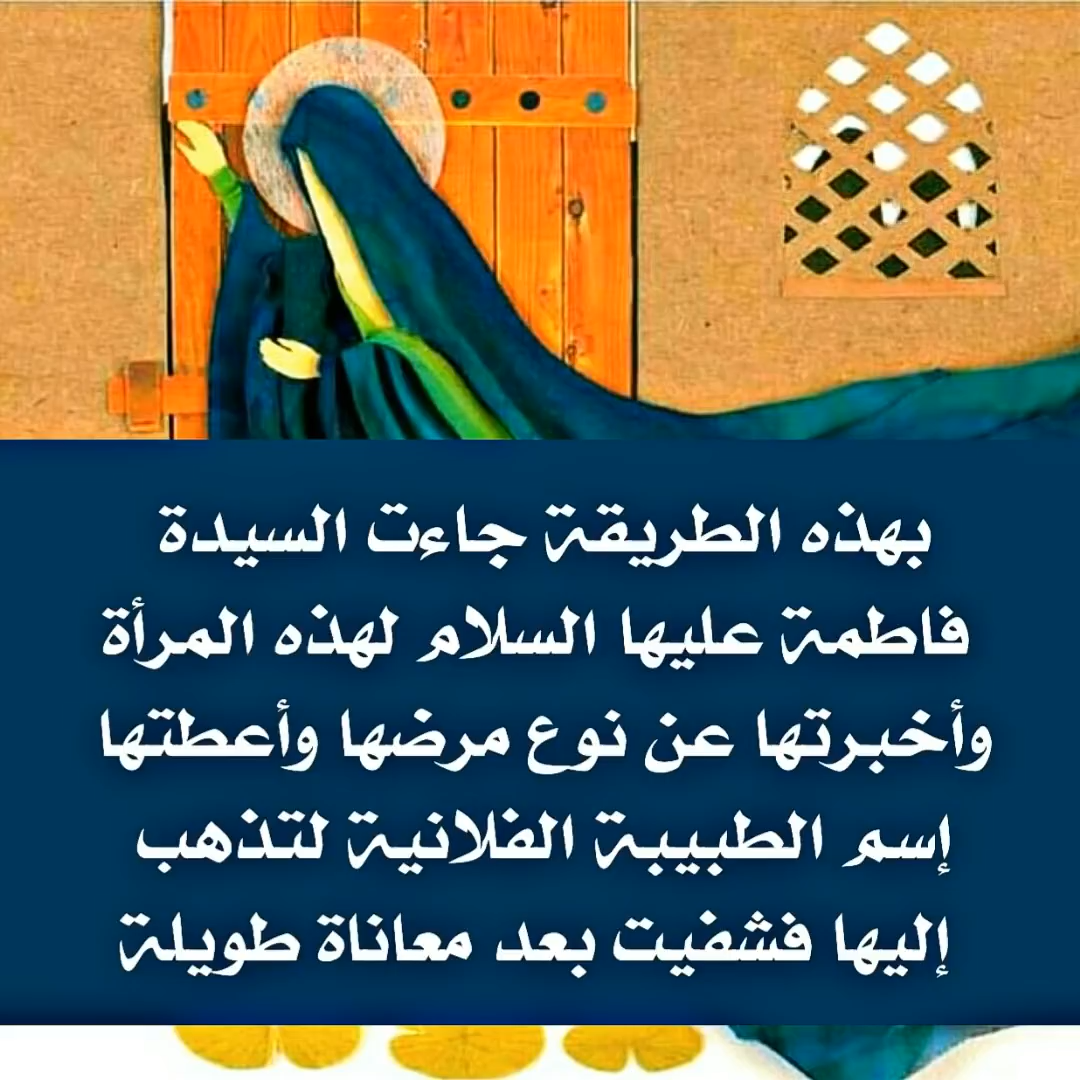 بهذه الطريقة جاءت السيدة
فاطمة عليها السلام لهذه المرأة
وأخبرتها عن نوع مرضها وأعطتها
إسم الطبيبة الفلانية لتذهب
إليها فشفيت بعد معاناة طويلة